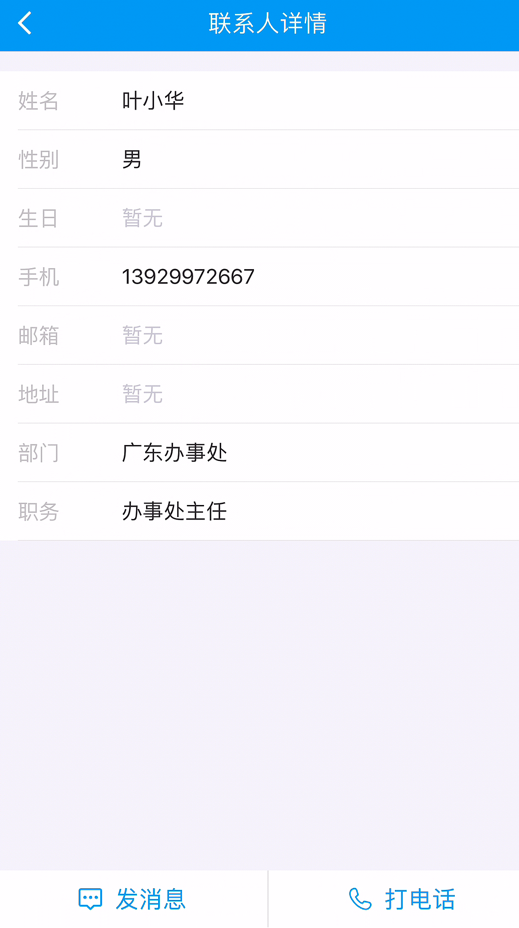 联系人详情
姓名 叶小华
性别 男
生日 暂无
手机 13929972667
邮箱 暂无
地址 暂无
部门 广东办事处
职务 办事处主任
发消息 打电话